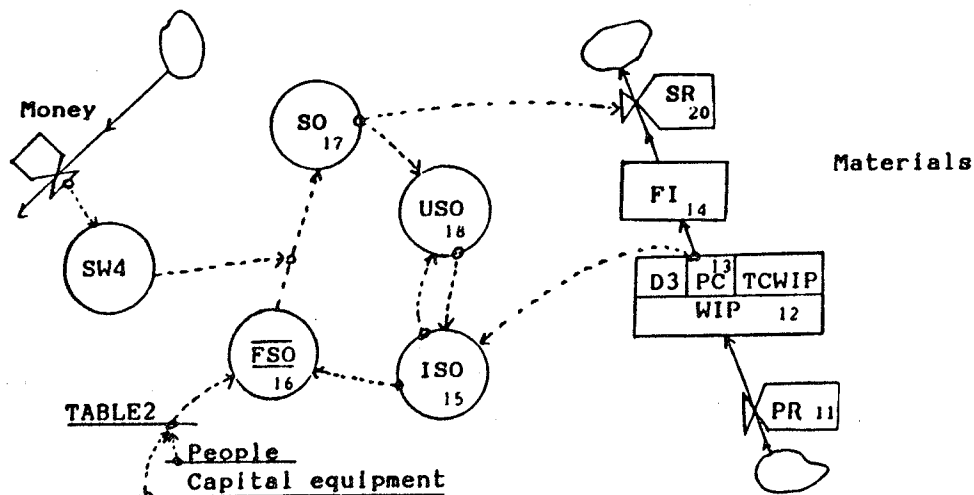 Money
SO
17
SR
20
Materials
FI
14
USO
18
SW4
D3 PC 13 TCWIP
WIP 12
FSO
16
ISO
15
TABLE2
PR 11
People
Capital equipment